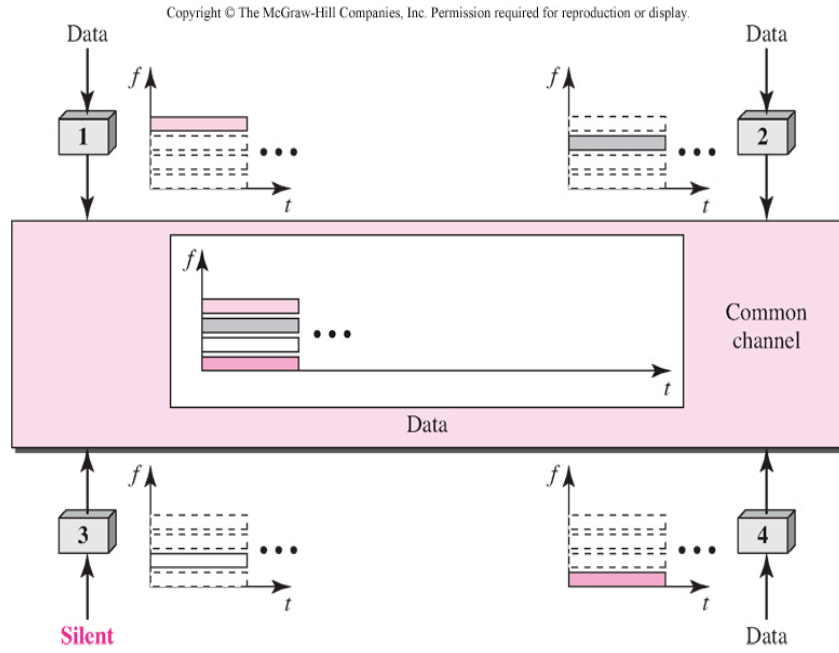 Copyright © The McGraw-Hill Companies, Inc. Permission required for reproduction or display.
Data
Data
f
f
1
2
t
t
f
Common
channel
t
Data
f
f
3
4
t
t
Silent
Data